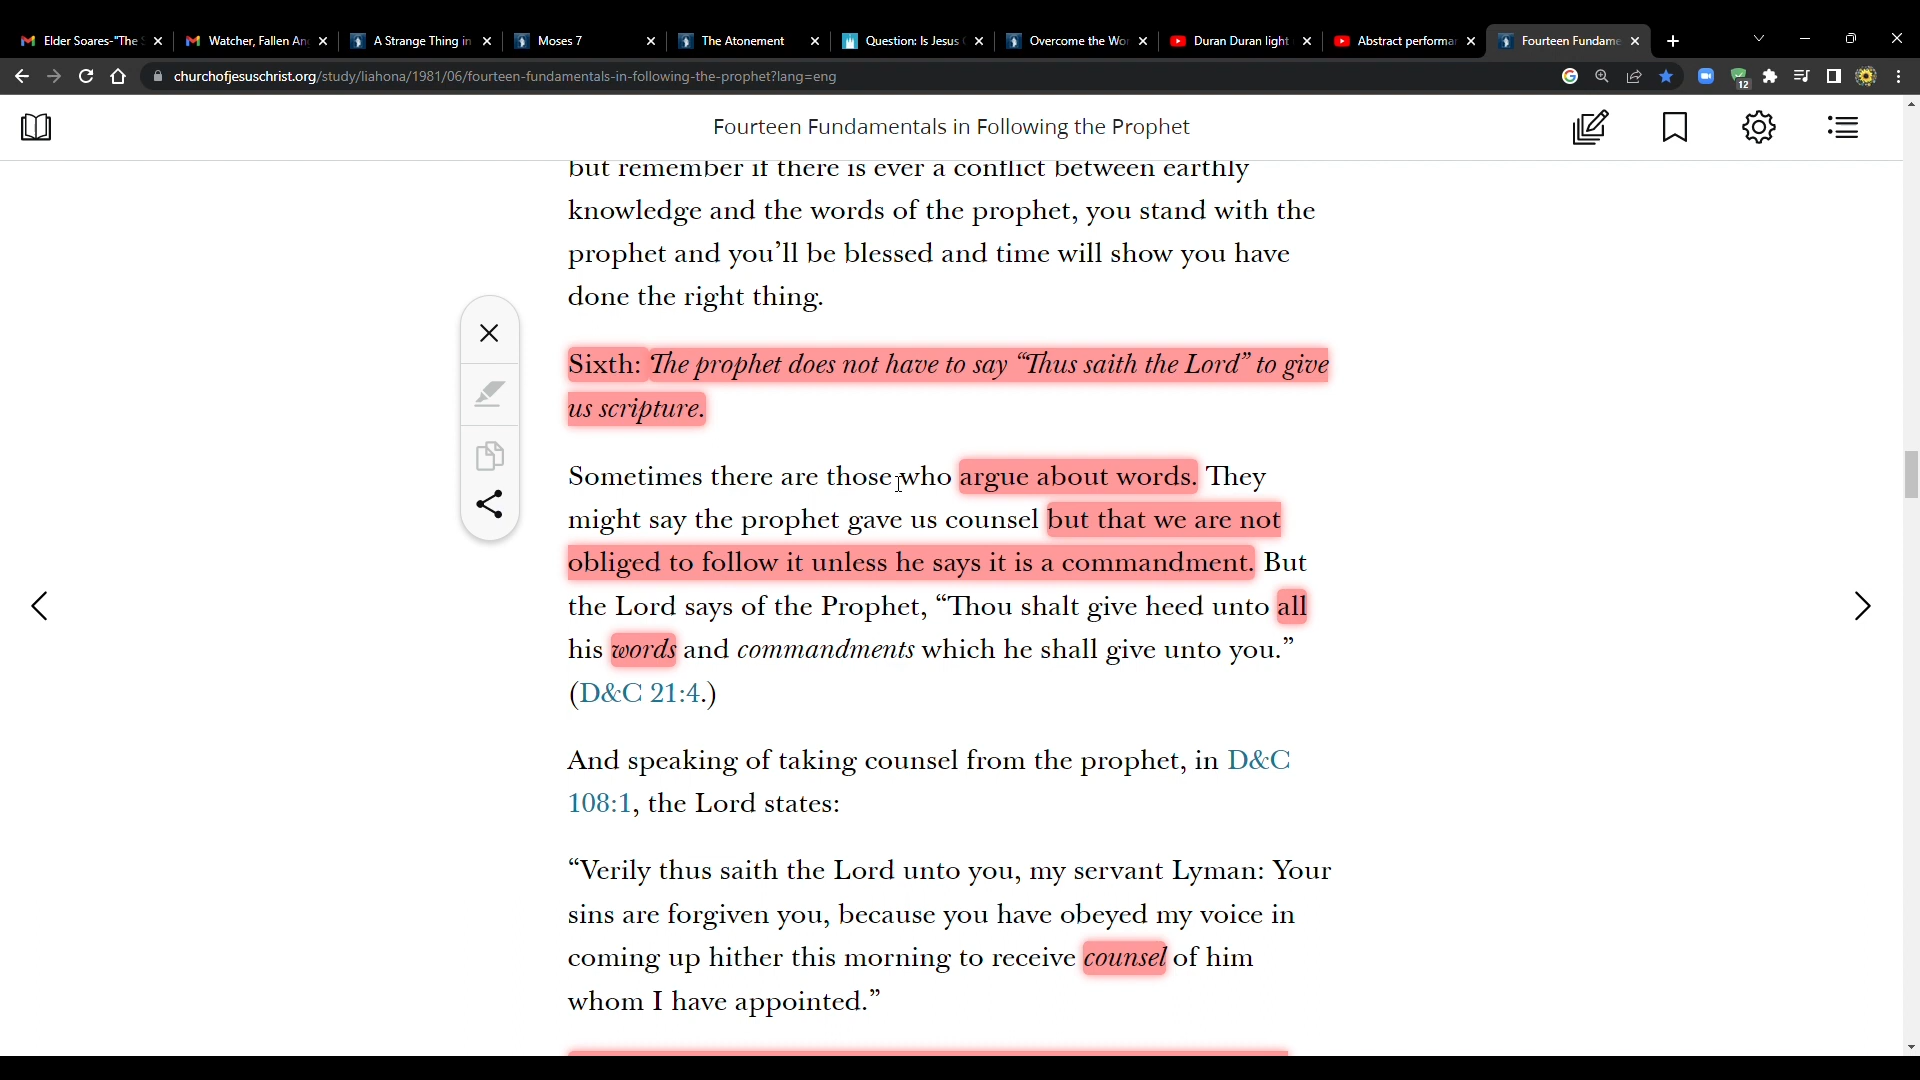 Elder Soares-"The
Watcher, Fallen An
A Strange Thing in
Moses 7
The Atonement
Question: Is Jesus
Overcome the Wor
Duran Duran light
Abstract performa
Fourteen Fundame
churchofjesuschrist.org/study/liahona/1981/06/fourteen-fundamentals-in-following-the-prophet?lang=eng
12
Fourteen Fundamentals in Following the Prophet
but remember if there is ever a conflict between earthly
knowledge and the words of the prophet, you stand with the
prophet and you’ll be blessed and time will show you have
done the right thing.
Sixth: The prophet does not have to say “Thus saith the Lord” to give
us scripture.
Sometimes there are those who argue about words. They
might say the prophet gave us counsel but that we are not
obliged to follow it unless he says it is a commandment. But
the Lord says of the Prophet, “Thou shalt give heed unto all
his words and commandments which he shall give unto you.”
(D&C 21:4.)
And speaking of taking counsel from the prophet, in D&C
108:1, the Lord states:
“Verily thus saith the Lord unto you, my servant Lyman: Your
sins are forgiven you, because you have obeyed my voice in
coming up hither this morning to receive counsel of him
whom I have appointed.”